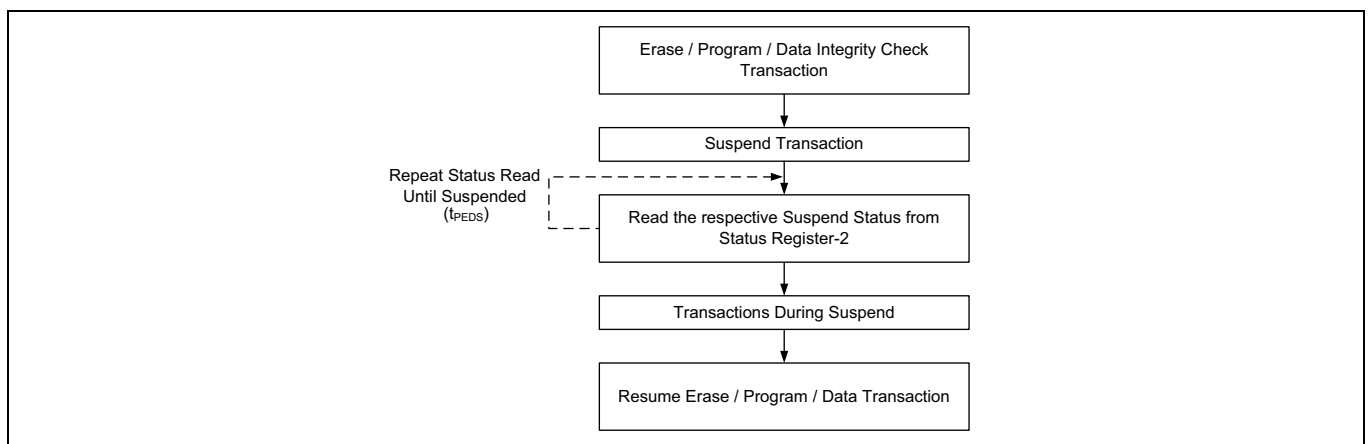 Erase / Program / Data Integrity Check
Transaction
Suspend Transaction
Repeat Status Read
Until Suspended
(tPEDS)
Read the respective Suspend Status from
Status Register-2
Transactions During Suspend
Resume Erase / Program / Data Transaction